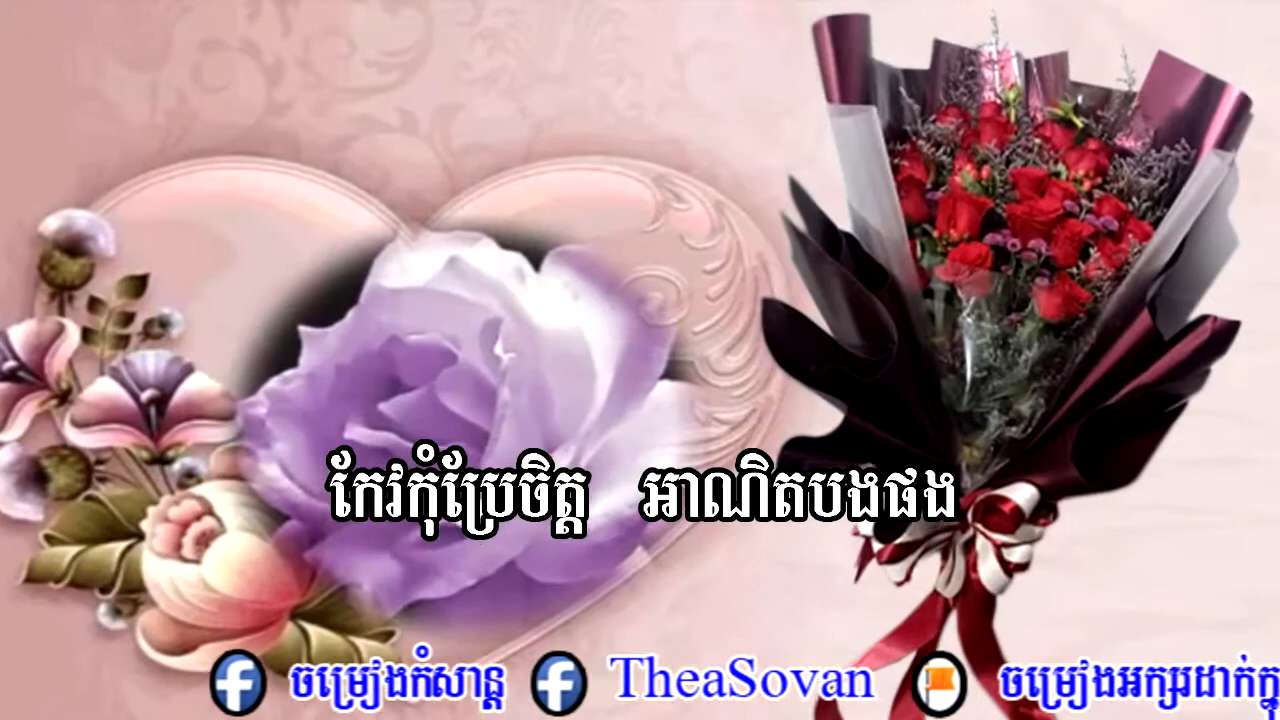 កែវកុំប្រែចិត្ត អាណិតបងផង
ចម្រៀងកំសាន្ត TheaSovan ចម្រៀងអក្សរដាក់ក្នុ